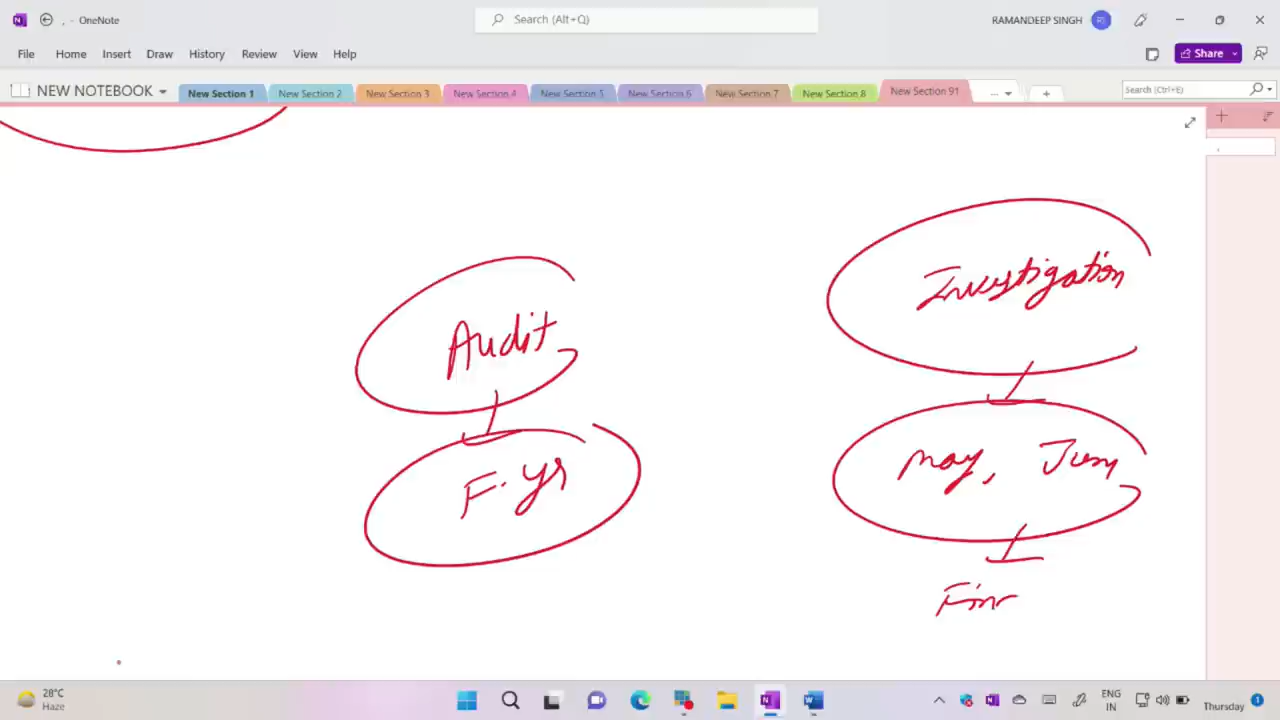 . - OneNote
Search (Alt+Q)
RAMANDEEP SINGH
RS
File Home Insert Draw History Review View Help
Share
NEW NOTEBOOK
New Section 1
New Section 2
New Section 3
New Section 4
New Section 5
New Section 6
New Section 7
New Section 8
New Section 91
...
Search (Ctrl+E)
Investigation
Audit
F. Yr
may,
28°C
Haze
ENG
IN
Thursday
1